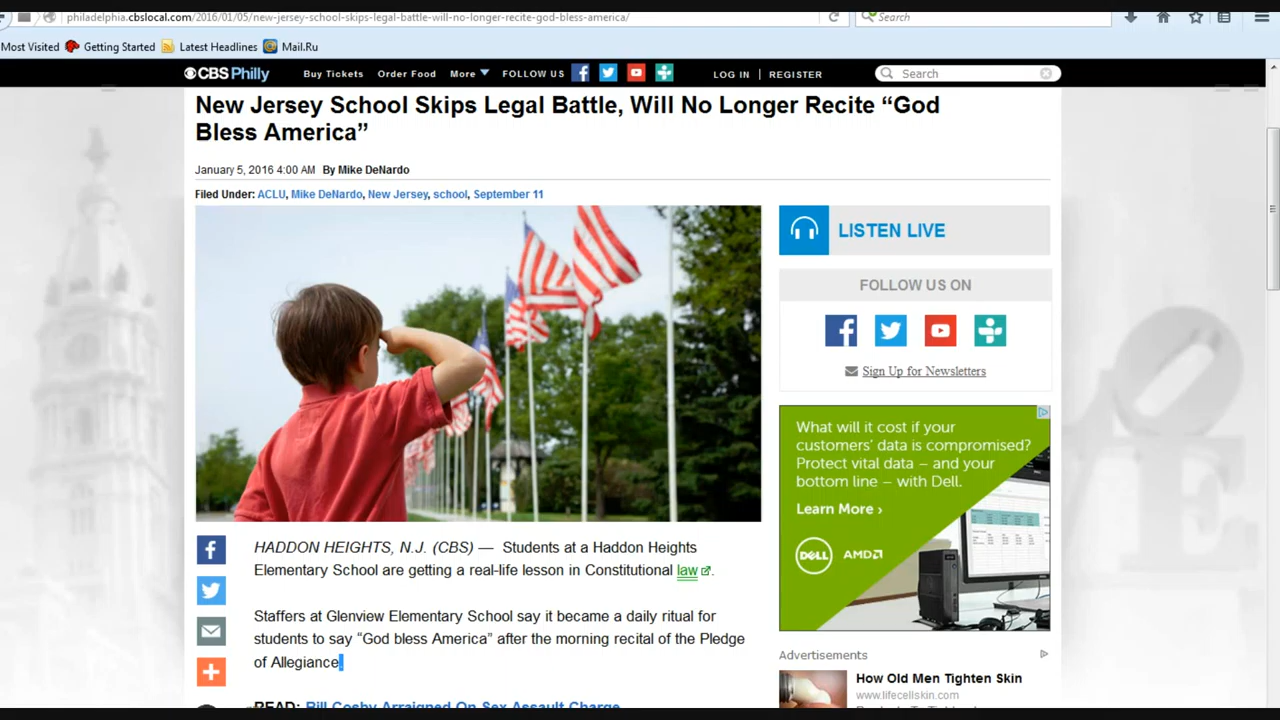 philadelphia.cbslocal.com/2016/01/05/new-jersey-school-skips-legal-battle-will-no-longer-recite-god-bless-america/
Search
Most Visited Getting Started Latest Headlines Mail.Ru
CBS Philly Buy Tickets Order Food More FOLLOW US LOG IN | REGISTER Search
New Jersey School Skips Legal Battle, Will No Longer Recite “God
Bless America”
January 5, 2016 4:00 AM By Mike DeNardo
Filed Under: ACLU, Mike DeNardo, New Jersey, school, September 11
LISTEN LIVE
FOLLOW US ON
Sign Up for Newsletters
What will it cost if your
customers’ data is compromised?
Protect vital data – and your
bottom line – with Dell.
Learn More ›
DELL AMD
HADDON HEIGHTS, N.J. (CBS) — Students at a Haddon Heights
Elementary School are getting a real-life lesson in Constitutional law.
Staffers at Glenview Elementary School say it became a daily ritual for
students to say “God bless America” after the morning recital of the Pledge
of Allegiance.
READ: Bill Cosby Arraigned On Sex Assault Charge
Advertisements
How Old Men Tighten Skin
www.lifecellskin.com